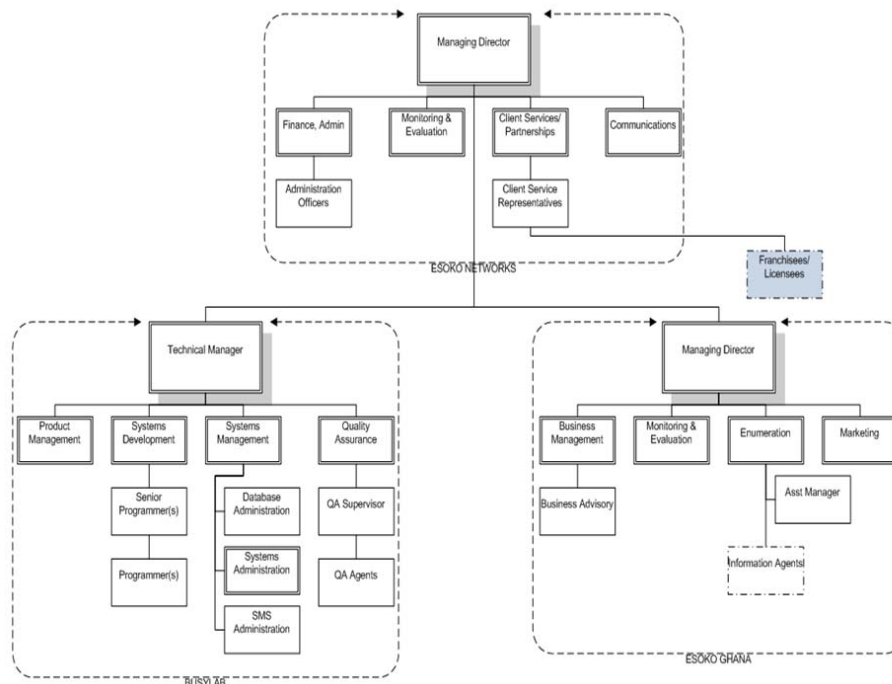 Managing Director
Finance, Admin
Monitoring &
Evaluation
Client Services/
Partnerships
Communications
Administration
Officers
Client Service
Representatives
ESOKO NETWORKS
Franchisees/
Licensees
Technical Manager
Product
Management
Systems
Development
Systems
Management
Quality
Assurance
Senior
Programmer(s)
Database
Administration
QA Supervisor
Programmer(s)
Systems
Administration
QA Agents
SMS
Administration
BUSYLAB
Managing Director
Business
Management
Monitoring &
Evaluation
Enumeration
Marketing
Business Advisory
Asst Manager
Information Agents
ESOKO GHANA